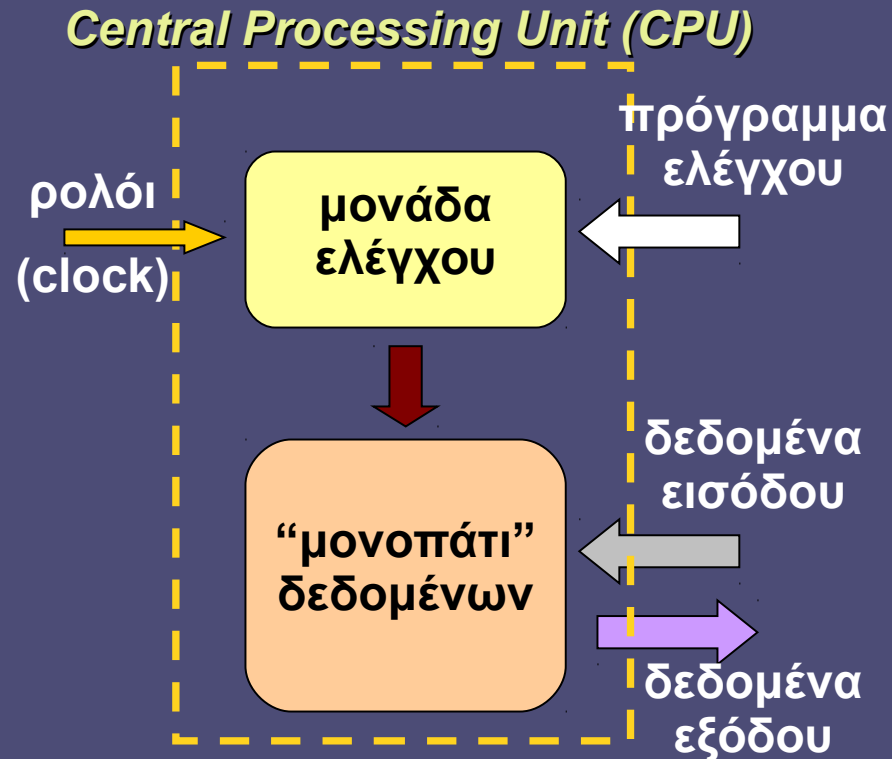 Central Processing Unit (CPU)
πρόγραμμα
ελέγχου
ρολόι
(clock)
μονάδα
ελέγχου
δεδομένα
εισόδου
“μονοπάτι”
δεδομένων
δεδομένα
εξόδου